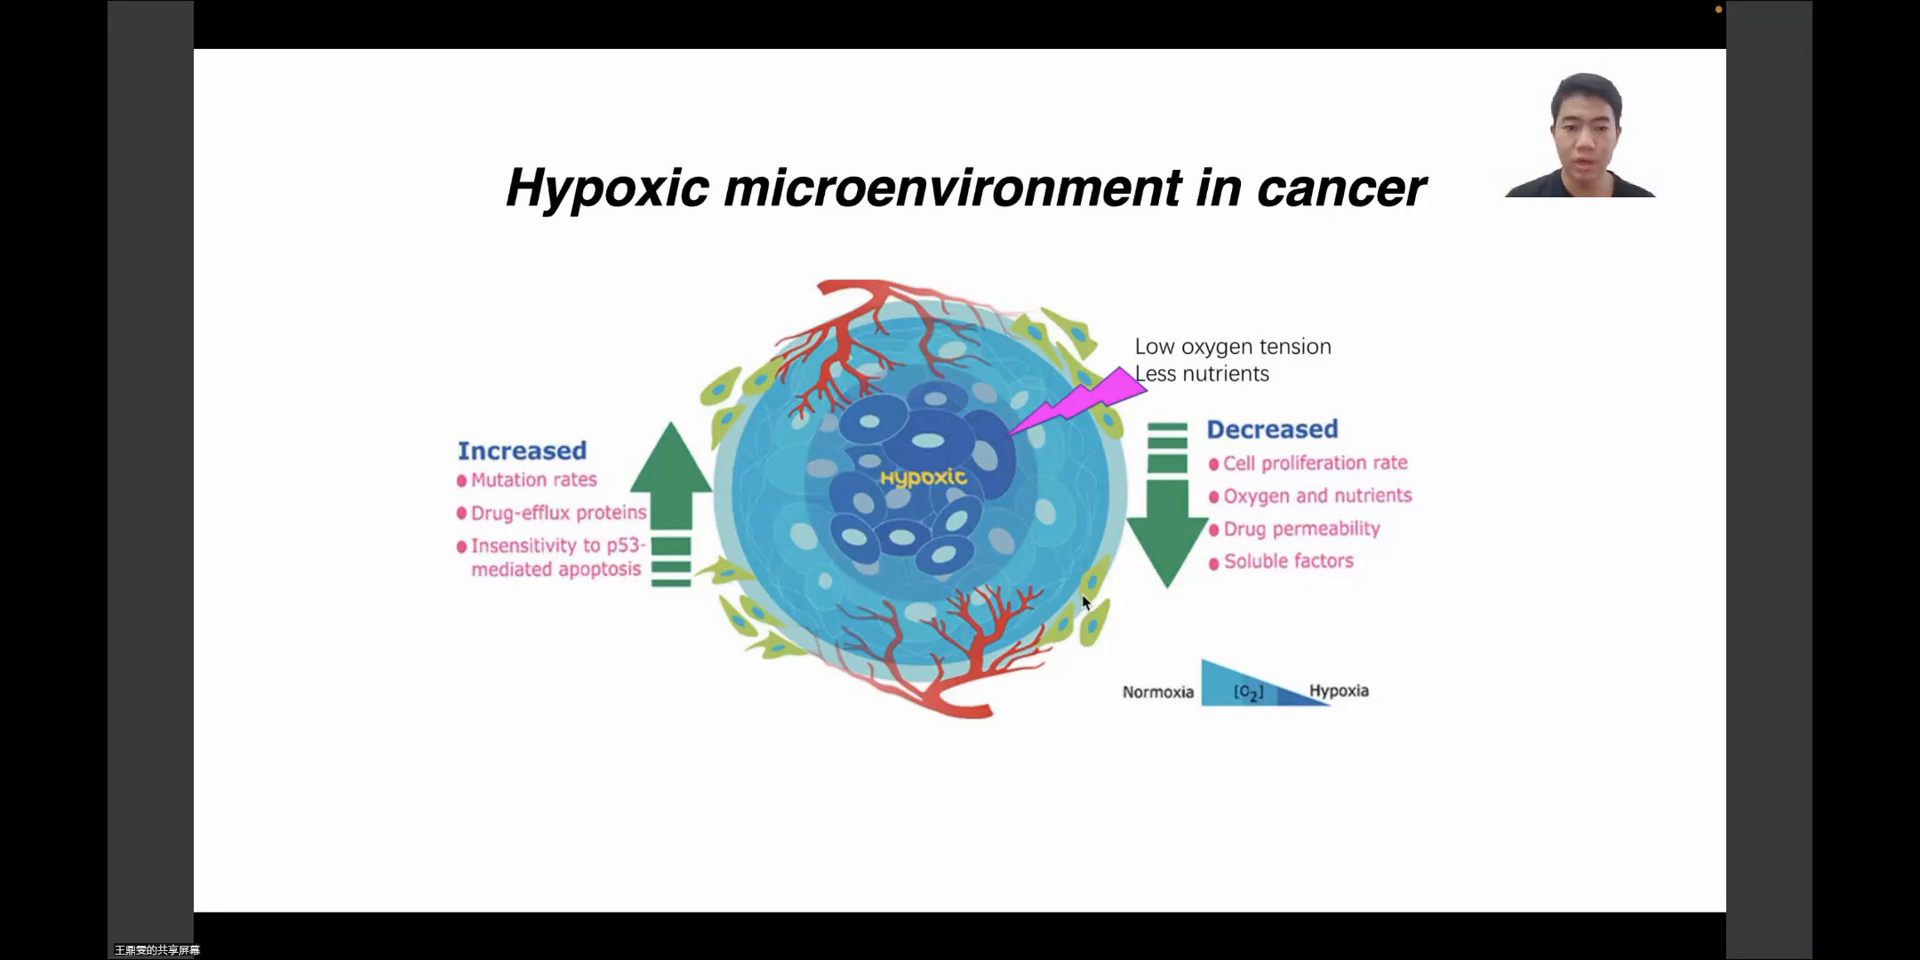 Hypoxic microenvironment in cancer
Low oxygen tension
Less nutrients
Increased
Mutation rates
Drug-efflux proteins
Insensitivity to p53-
mediated apoptosis
Hypoxic
Decreased
Cell proliferation rate
Oxygen and nutrients
Drug permeability
Soluble factors
Normoxia [O2] Hypoxia
王鼎雯的共享屏幕